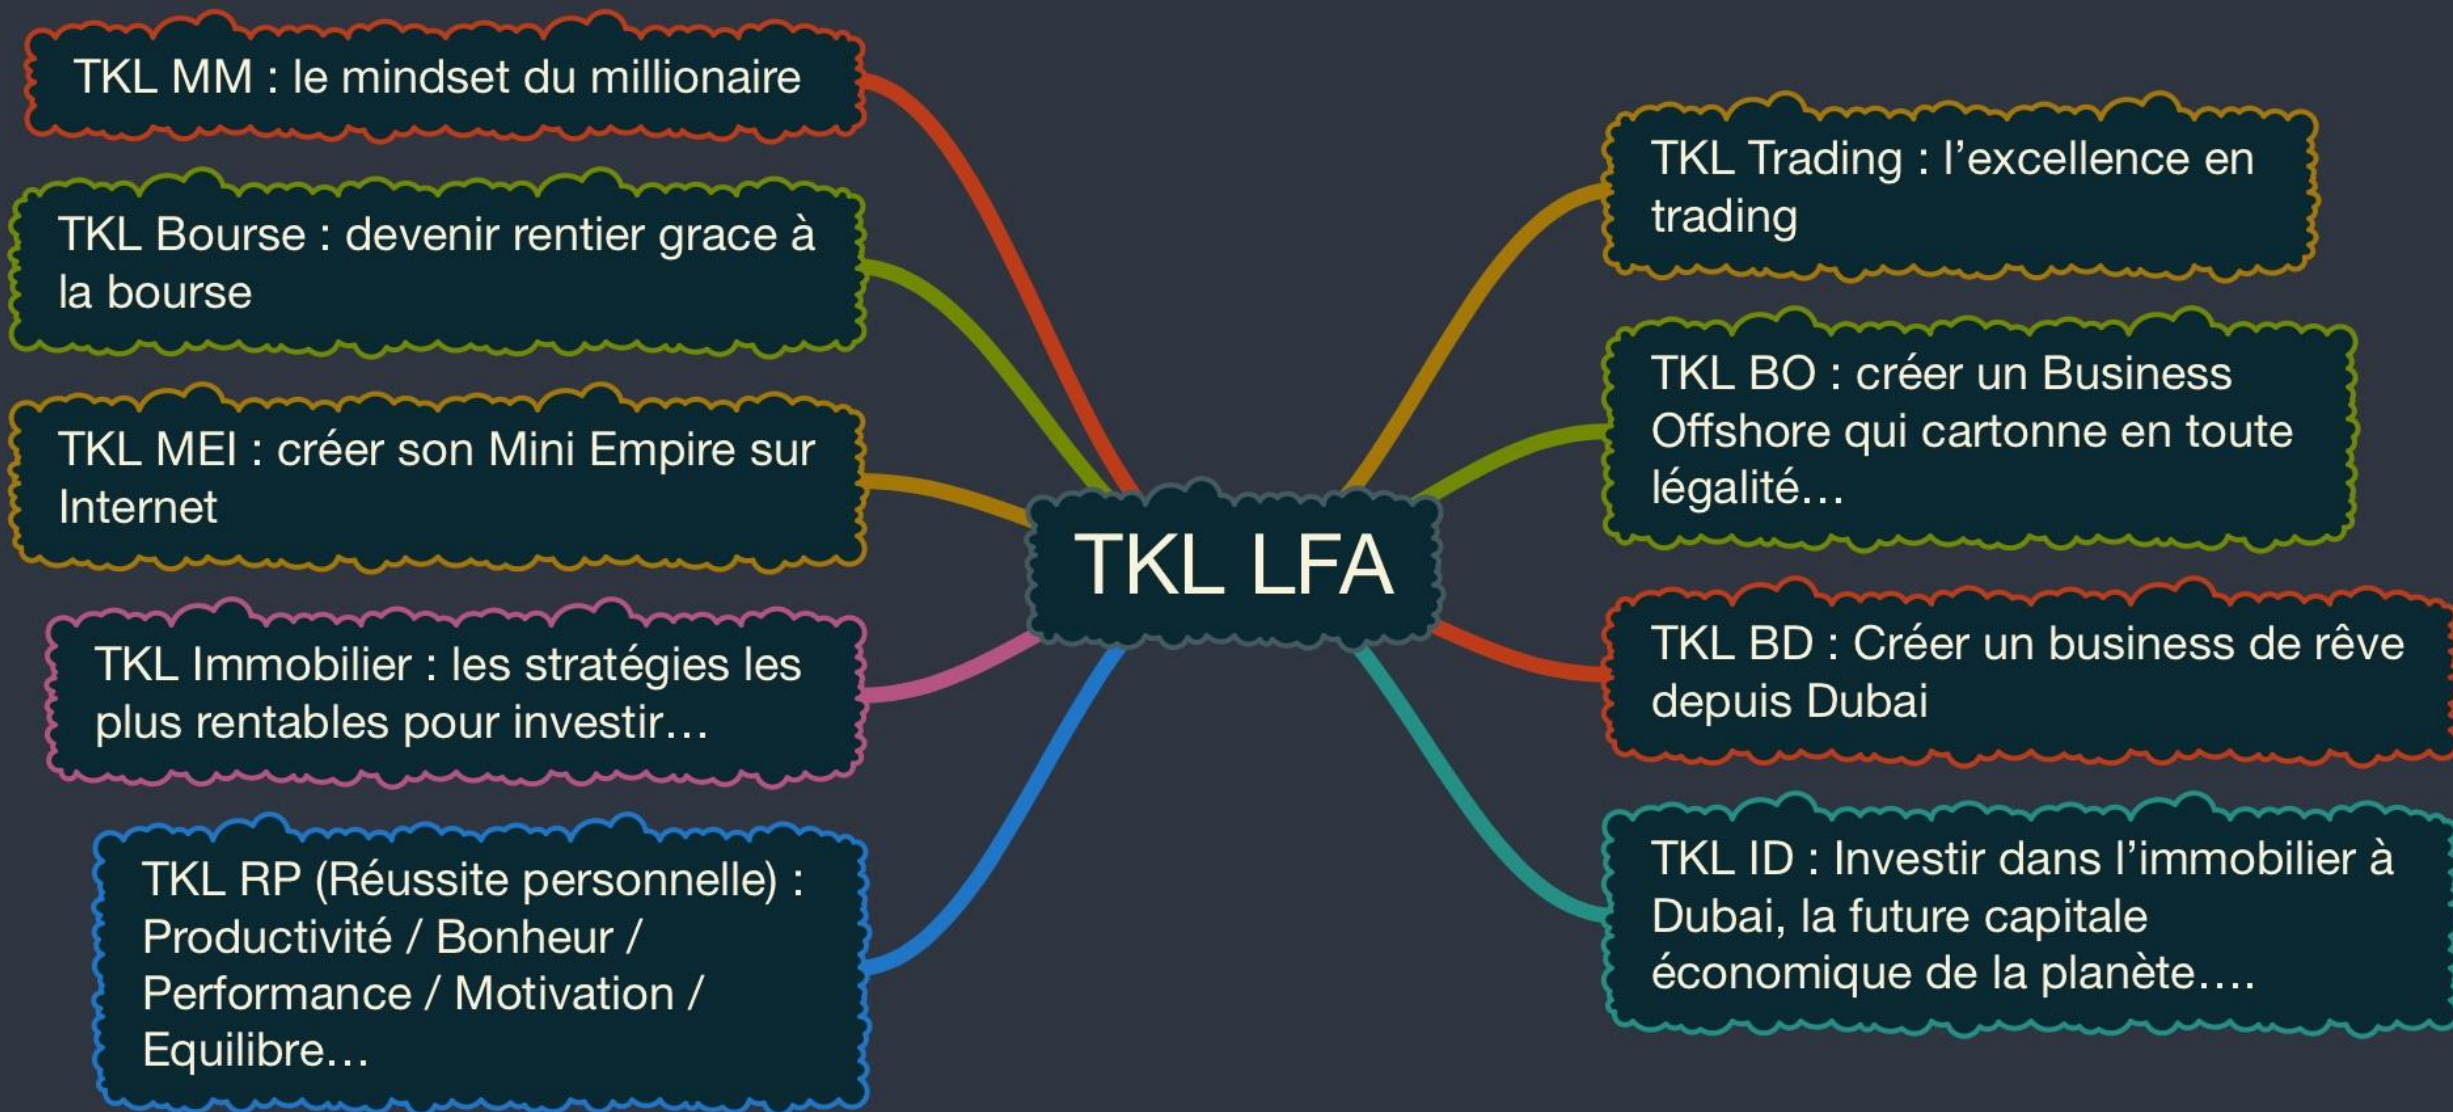 TKL MM : le mindset du millionaire
TKL Bourse : devenir rentier grace à
la bourse
TKL MEI : créer son Mini Empire sur
Internet
TKL Immobilier : les stratégies les
plus rentables pour investir…
TKL RP (Réussite personnelle) :
Productivité / Bonheur /
Performance / Motivation /
Equilibre…
TKL LFA
TKL Trading : l’excellence en
trading
TKL BO : créer un Business
Offshore qui cartonne en toute
légalité…
TKL BD : Créer un business de rêve
depuis Dubai
TKL ID : Investir dans l’immobilier à
Dubai, la future capitale
économique de la planète….